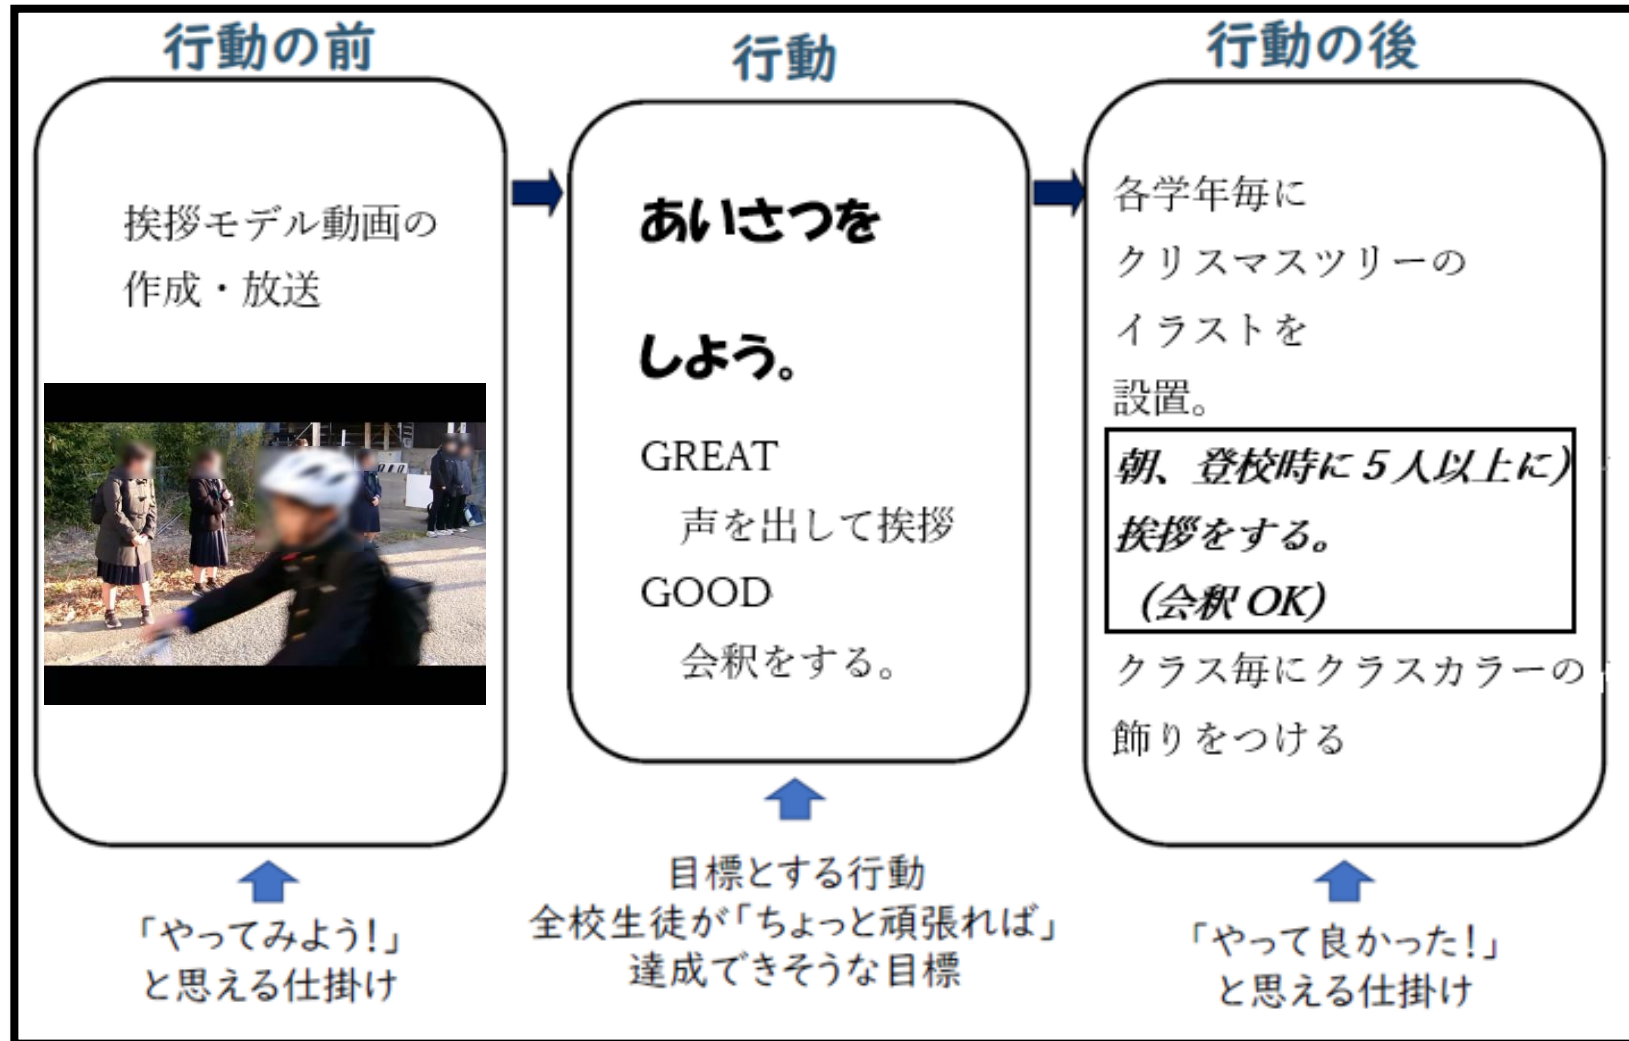 行動の前
挨拶モデル動画の
作成・放送
「やってみよう!」
と思える仕掛け
行動
あいさつを
しよう。
GREAT
声を出して挨拶
GOOD
会釈をする。
目標とする行動
全校生徒が「ちょっと頑張れば」
達成できそうな目標
行動の後
各学年毎に
クリスマスツリーの
イラストを
設置。
朝、登校時に5人以上に)
挨拶をする。
(会釈 OK)
クラス毎にクラスカラーの
飾りをつける
「やって良かった!」
と思える仕掛け